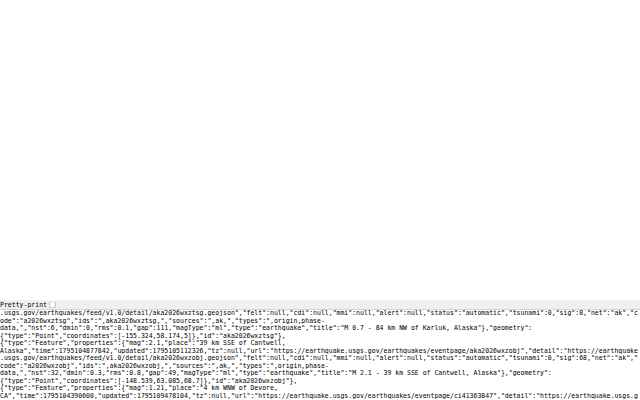 Pretty-print
.usgs.gov/earthquakes/feed/v1.0/detail/aka2026wxztsg.geojson","felt":null,"cdi":null,"mmi":null,"alert":null,"status":"automatic","tsunami":0,"sig":8,"net":"ak","c
ode":"a2026wxztsg","ids":",aka2026wxztsg,","sources":",ak,","types":",origin,phase-
data,","nst":6,"dmin":0,"rms":0.1,"gap":111,"magType":"ml","type":"earthquake","title":"M 0.7 - 84 km NW of Karluk, Alaska"},"geometry":
{"type":"Point","coordinates":[-155.324,58.174,5]},"id":"aka2026wxztsg"},
{"type":"Feature","properties":{"mag":2.1,"place":"39 km SSE of Cantwell,
Alaska","time":1795104877842,"updated":1795105112326,"tz":null,"url":"https://earthquake.usgs.gov/earthquakes/eventpage/aka2026wxzobj","detail":"https://earthquake
.usgs.gov/earthquakes/feed/v1.0/detail/aka2026wxzobj.geojson","felt":null,"cdi":null,"mmi":null,"alert":null,"status":"automatic","tsunami":0,"sig":68,"net":"ak","
code":"a2026wxzobj","ids":",aka2026wxzobj,","sources":",ak,","types":",origin,phase-
data,","nst":32,"dmin":0.3,"rms":0.8,"gap":49,"magType":"ml","type":"earthquake","title":"M 2.1 - 39 km SSE of Cantwell, Alaska"},"geometry":
{"type":"Point","coordinates":[-148.539,63.085,68.7]},"id":"aka2026wxzobj"},
{"type":"Feature","properties":{"mag":1.21,"place":"4 km WNW of Devore,
CA","time":1795104390600,"updated":1795109478104,"tz":null,"url":"https://earthquake.usgs.gov/earthquakes/eventpage/ci41363847","detail":"https://earthquake.usgs.g